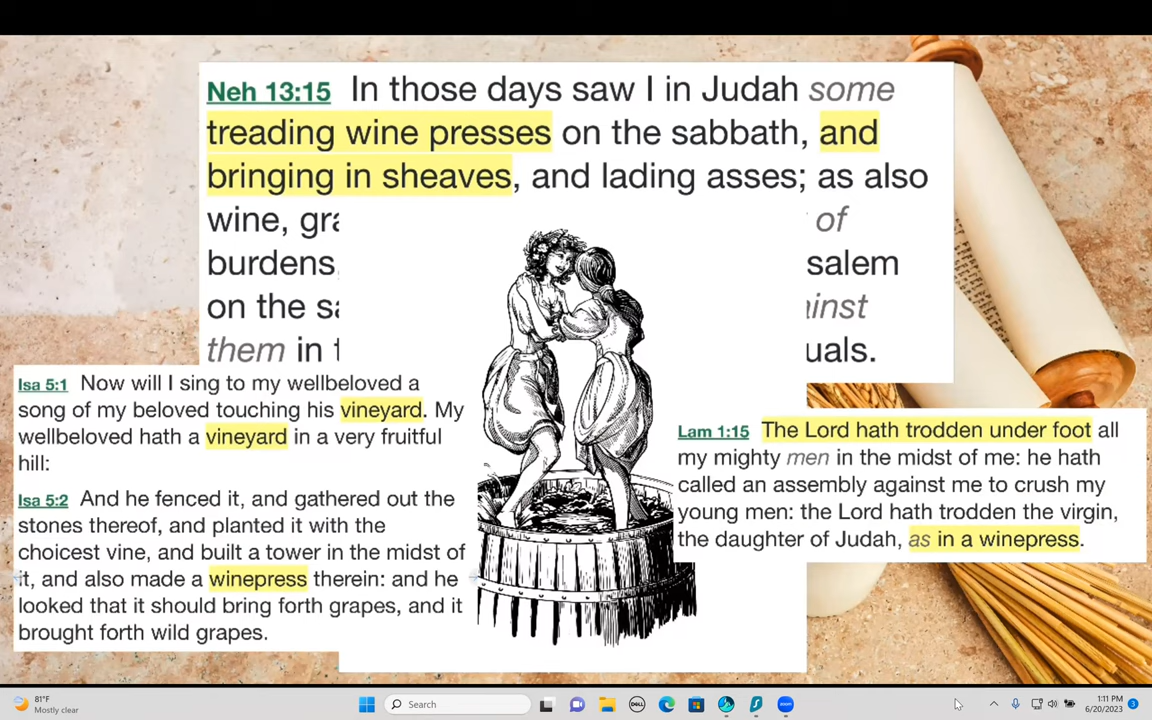 Neh 13:15 In those days saw I in Judah some
treading wine presses on the sabbath, and
bringing in sheaves, and lading asses; as also
wine, of
burdens, salem
on the sa
them in uals.
Isa 5:1 Now will I sing to my wellbeloved a
song of my beloved touching his vineyard. My
wellbeloved hath a vineyard in a very fruitful
hill:
Isa 5:2 And he fenced it, and gathered out the
stones thereof, and planted it with the
choicest vine, and built a tower in the midst of
it, and also made a winepress therein: and he
looked that it should bring forth grapes, and it
brought forth wild grapes.
Lam 1:15 The Lord hath trodden under foot all
my mighty men in the midst of me: he hath
called an assembly against me to crush my
young men: the Lord hath trodden the virgin,
the daughter of Judah, as in a winepress.
81°F
Mostly clear
Search
DELL
zoom
1:11 PM
6/20/2023
3